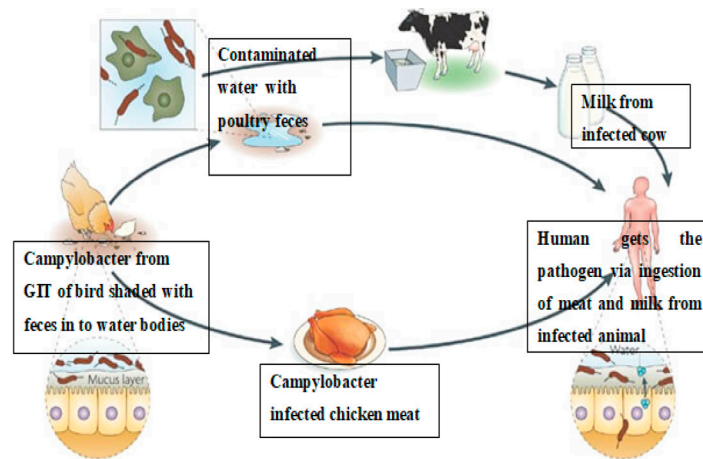 Contaminated
water with
poultry feces
Milk from
infected cow
Campylobacter from
GIT of bird shaded with
feces in to water bodies
Human gets the
pathogen via ingestion
of meat and milk from
infected animal
Campylobacter
infected chicken meat
Mucus layer
Water